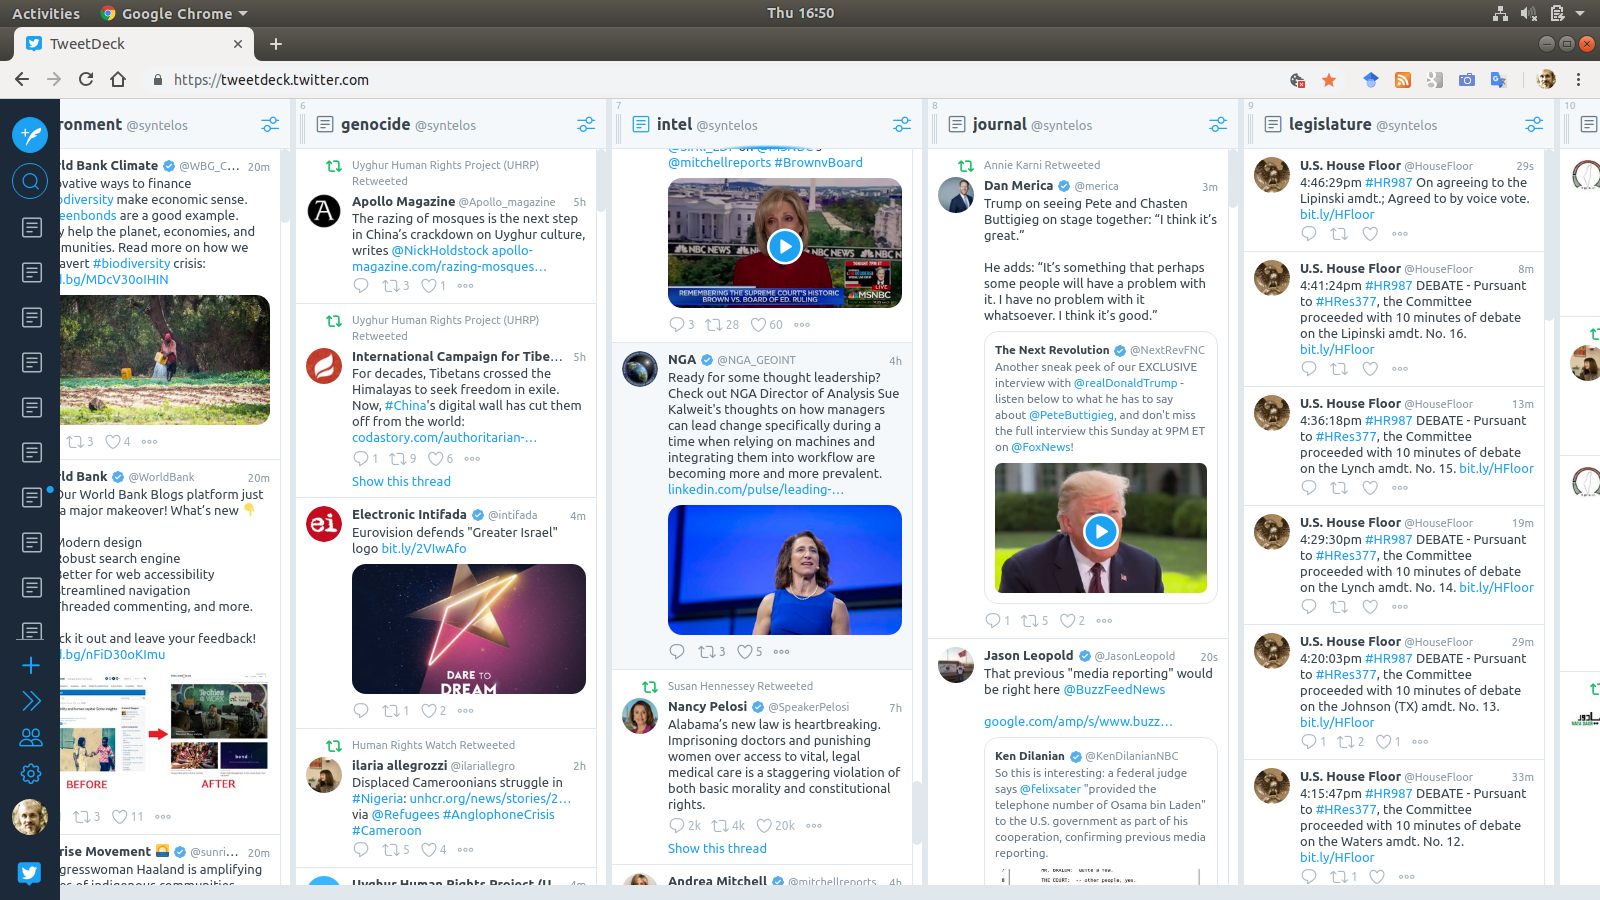 Activities
Google Chrome
Thu 16:50
TweetDeck
https://tweetdeck.twitter.com
ronment @syntelos
ld Bank Climate @WBG_C... 20m
ovative ways to finance
odiversity make economic sense.
eenbonds are a good example.
y help the planet, economies, and
munities. Read more on how we
avert #biodiversity crisis:
l.bg/MDcV30oIHIN
3 4
ld Bank @WorldBank 20m
Our World Bank Blogs platform just
a major makeover! What's new 👇
Modern design
Robust search engine
Better for web accessibility
Streamlined navigation
Threaded commenting, and more.
ck it out and leave your feedback!
l.bg/nFiD30oKImu
BEFORE AFTER
3 11
rise Movement 🌅 @sunri... 20m
gresswoman Haaland is amplifying
es of indigenous communities
6
genocide @syntelos
Uyghur Human Rights Project (UHRP)
Retweeted
Apollo Magazine @Apollo_magazine 5h
The razing of mosques is the next step
in China's crackdown on Uyghur culture,
writes @NickHoldstock apollo-
magazine.com/razing-mosques...
3 1
Uyghur Human Rights Project (UHRP)
Retweeted
International Campaign for Tibe... 5h
For decades, Tibetans crossed the
Himalayas to seek freedom in exile.
Now, #China's digital wall has cut them
off from the world:
codastory.com/authoritarian-...
1 9 6
Show this thread
Electronic Intifada @intifada 4m
Eurovision defends "Greater Israel"
logo bit.ly/2VIwAfo
ei
DARE TO
DREAM
1 2
Human Rights Watch Retweeted
ilaria allegrozzi @ilariallegro 2h
Displaced Cameroonians struggle in
#Nigeria: unhcr.org/news/stories/2...
via @Refugees #AnglophoneCrisis
#Cameroon
5 4
Uyghur Human Rights Project (U... 4m
7
intel @syntelos
@mitchellreports #BrownvBoard
NBC NEWS
REMEMBERING THE SUPREME COURT'S HISTORIC
BROWN VS. BOARD OF ED. RULING
LIVE
MSNBC
3 28 60
NGA @NGA_GEOINT 4h
Ready for some thought leadership?
Check out NGA Director of Analysis Sue
Kalweit's thoughts on how managers
can lead change specifically during a
time when relying on machines and
integrating them into workflow are
becoming more and more prevalent.
linkedin.com/pulse/leading-...
3 5
Susan Hennessey Retweeted
Nancy Pelosi @SpeakerPelosi 7h
Alabama's new law is heartbreaking.
Imprisoning doctors and punishing
women over access to vital, legal
medical care is a staggering violation of
both basic morality and constitutional
rights.
2k 4k 20k
Show this thread
Andrea Mitchell @mitchellreports 4h
8
journal @syntelos
Annie Karni Retweeted
Dan Merica @merica 3m
Trump on seeing Pete and Chasten
Buttigieg on stage together: “I think it's
great.”
He adds: “It's something that perhaps
some people will have a problem with
it. I have no problem with it
whatsoever. I think it's good.”
The Next Revolution @NextRevFNC
Another sneak peek of our EXCLUSIVE
interview with @realDonaldTrump -
listen below to what he has to say
about @PeteButtigieg, and don't miss
the full interview this Sunday at 9PM ET
on @FoxNews!
1 5 2
Jason Leopold @JasonLeopold 20s
That previous "media reporting" would
be right here @BuzzFeedNews
google.com/amp/s/www.buzz...
Ken Dilanian @KenDilanianNBC
So this is interesting: a federal judge
says @felixsater "provided the
telephone number of Osama bin Laden"
to the U.S. government as part of his
cooperation, confirming previous media
reporting.
8 THE COURT: -- other people, yes.
9
legislature @syntelos
U.S. House Floor @HouseFloor 29s
4:46:29pm #HR987 On agreeing to the
Lipinski amdt.; Agreed to by voice vote.
bit.ly/HFloor
U.S. House Floor @HouseFloor 8m
4:41:24pm #HR987 DEBATE - Pursuant
to #HRes377, the Committee
proceeded with 10 minutes of debate
on the Lipinski amdt. No. 16.
bit.ly/HFloor
U.S. House Floor @HouseFloor 13m
4:36:18pm #HR987 DEBATE - Pursuant
to #HRes377, the Committee
proceeded with 10 minutes of debate
on the Lynch amdt. No. 15. bit.ly/HFloor
U.S. House Floor @HouseFloor 19m
4:29:30pm #HR987 DEBATE - Pursuant
to #HRes377, the Committee
proceeded with 10 minutes of debate
on the Lynch amdt. No. 14. bit.ly/HFloor
U.S. House Floor @HouseFloor 29m
4:20:03pm #HR987 DEBATE - Pursuant
to #HRes377, the Committee
proceeded with 10 minutes of debate
on the Johnson (TX) amdt. No. 13.
bit.ly/HFloor
1 2 1
U.S. House Floor @HouseFloor 33m
4:15:47pm #HR987 DEBATE - Pursuant
to #HRes377, the Committee
proceeded with 10 minutes of debate
on the Waters amdt. No. 12.
bit.ly/HFloor
1
10